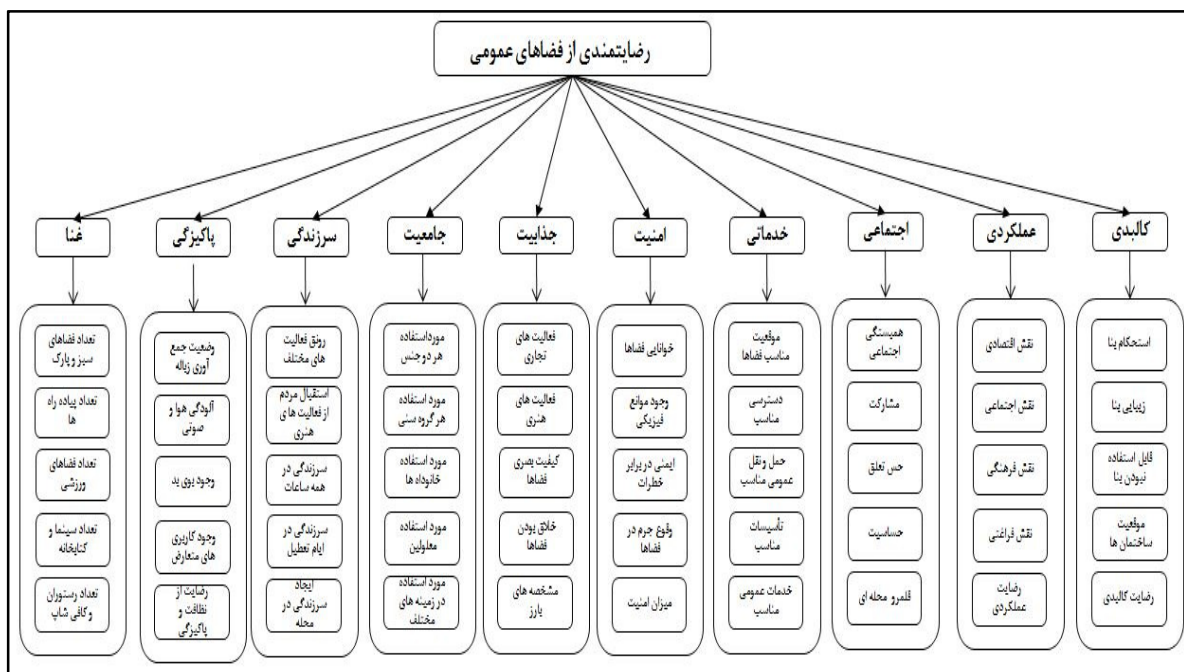 رضایتمندی از فضاهای عمومی
کالبدی
عملکردی
اجتماعی
خدماتی
امنیت
جذابیت
جامعیت
سرزندگی
پاکیزگی
غنا
استحکام بنا
زیبایی بنا
قابل استفاده
نبودن بنا
موقعیت
ساختمان ها
رضایت کالبدی
نقش اقتصادی
نقش اجتماعی
نقش فرهنگی
نقش فراغتی
رضایت
عملکردی
همبستگی
اجتماعی
مشارکت
حس تعلق
حساسیت
قلمرو محله ای
موقعیت
مناسب فضاها
دسترسی
مناسب
حمل و نقل
عمومی مناسب
تأسیسات
مناسب
خدمات عمومی
مناسب
خوانایی فضاها
وجود موانع
فیزیکی
ایمنی در برابر
خطرات
وقوع جرم در
فضاها
میزان امنیت
فعالیت های
تجاری
فعالیت های
هنری
کیفیت بصری
فضاها
خلاق بودن
فضاها
مشخصه های
بارز
مورداستفاده
هر دو جنس
مورد استفاده
هر گروه سنی
مورد استفاده
خانوداه ها
مورد استفاده
معلولین
مورد استفاده
در زمینه های
مختلف
رونق فعالیت
های مختلف
استقبال مردم
از فعالیت های
هنری
سرزندگی در
همه ساعات
سرزندگی در
ایام تعطیل
ایجاد
سرزندگی در
محله
وضعیت جمع
آوری زباله
آلودگی هوا و
صوتی
وجود بوی بد
وجود کاربری
های متعارض
رضایت از
نظافت و
پاکیزگی
تعداد فضاهای
سبز و پارک
تعداد پیاده راه
ها
تعداد فضاهای
ورزشی
تعداد سینما و
کتابخانه
تعداد رستوران
و کافی شاپ